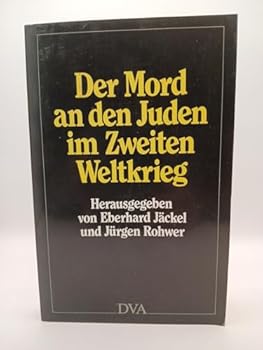 Der Mord
an den Juden
im Zweiten
Weltkrieg
Herausgegeben
von Eberhard Jäckel
und Jürgen Rohwer
DVA